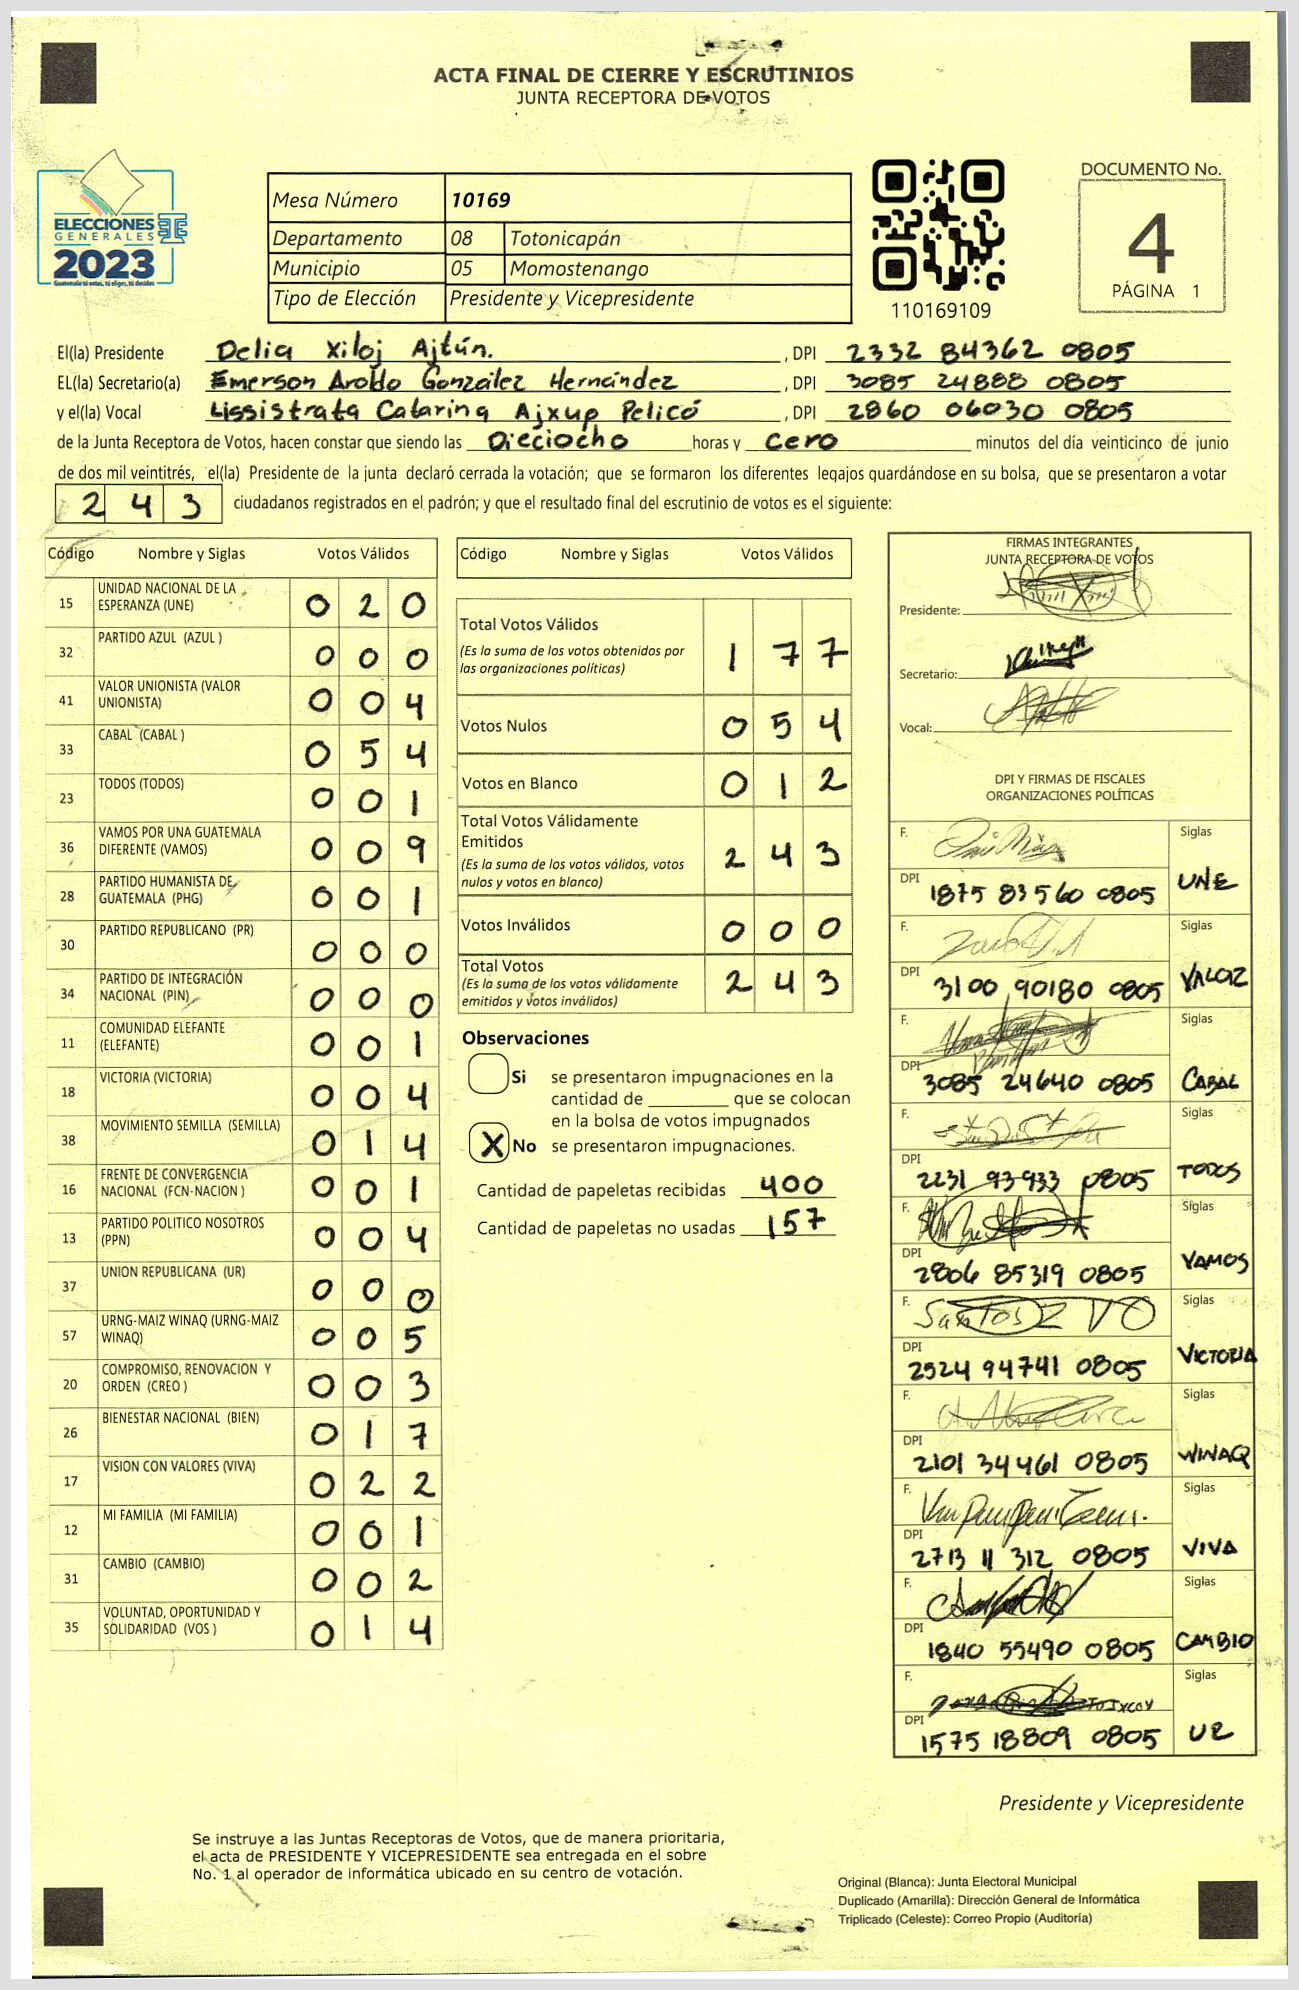 ACTA FINAL DE CIERRE Y ESCRUTINIOS
JUNTA RECEPTORA DE VOTOS
ELECCIONES
GENERALES
2023
Guatemala tú votas, tú eliges, tú decides
Mesa Número 10169
Departamento 08 Totonicapán
Municipio 05 Momostenango
Tipo de Elección Presidente y Vicepresidente
110169109
DOCUMENTO No.
4
PÁGINA 1
El(la) Presidente Delia Xiloj Ajtún. , DPI 2332 84362 0805
EL(la) Secretario(a) Emerson Aroldo González Hernández , DPI 3085 24888 0805
y el(la) Vocal Lissistrata Catarina Ajxup Pelicó , DPI 2860 06030 0805
de la Junta Receptora de Votos, hacen constar que siendo las Dieciocho horas y cero minutos del día veinticinco de junio
de dos mil veintitrés, el(la) Presidente de la junta declaró cerrada la votación; que se formaron los diferentes legajos guardándose en su bolsa, que se presentaron a votar
2 4 3 ciudadanos registrados en el padrón; y que el resultado final del escrutinio de votos es el siguiente:
Código Nombre y Siglas Votos Válidos
15 UNIDAD NACIONAL DE LA ESPERANZA (UNE) 0 2 0
32 PARTIDO AZUL (AZUL ) 0 0 0
41 VALOR UNIONISTA (VALOR UNIONISTA) 0 0 4
33 CABAL (CABAL ) 0 5 4
23 TODOS (TODOS) 0 0 1
36 VAMOS POR UNA GUATEMALA DIFERENTE (VAMOS) 0 0 9
28 PARTIDO HUMANISTA DE GUATEMALA (PHG) 0 0 1
30 PARTIDO REPUBLICANO (PR) 0 0 0
34 PARTIDO DE INTEGRACIÓN NACIONAL (PIN) 0 0 0
11 COMUNIDAD ELEFANTE (ELEFANTE) 0 0 1
18 VICTORIA (VICTORIA) 0 0 4
38 MOVIMIENTO SEMILLA (SEMILLA) 0 1 4
16 FRENTE DE CONVERGENCIA NACIONAL (FCN-NACION ) 0 0 1
13 PARTIDO POLITICO NOSOTROS (PPN) 0 0 4
37 UNION REPUBLICANA (UR) 0 0 0
57 URNG-MAIZ WINAQ (URNG-MAIZ WINAQ) 0 0 5
20 COMPROMISO, RENOVACION Y ORDEN (CREO ) 0 0 3
26 BIENESTAR NACIONAL (BIEN) 0 1 7
17 VISION CON VALORES (VIVA) 0 2 2
12 MI FAMILIA (MI FAMILIA) 0 0 1
31 CAMBIO (CAMBIO) 0 0 2
35 VOLUNTAD, OPORTUNIDAD Y SOLIDARIDAD (VOS ) 0 1 4
Código Nombre y Siglas Votos Válidos
Total Votos Válidos 1 7 7
(Es la suma de los votos obtenidos por
las organizaciones políticas)
Votos Nulos 0 5 4
Votos en Blanco 0 1 2
Total Votos Válidamente
Emitidos 2 4 3
(Es la suma de los votos válidos, votos
nulos y votos en blanco)
Votos Inválidos 0 0 0
Total Votos 2 4 3
(Es la suma de los votos válidamente
emitidos y votos inválidos)
Observaciones
Si se presentaron impugnaciones en la
cantidad de ________ que se colocan
en la bolsa de votos impugnados
X No se presentaron impugnaciones.
Cantidad de papeletas recibidas 400
Cantidad de papeletas no usadas 157
FIRMAS INTEGRANTES
JUNTA RECEPTORA DE VOTOS
Presidente:
Secretario:
Vocal:
DPI Y FIRMAS DE FISCALES
ORGANIZACIONES POLÍTICAS
F. Siglas
DPI 1875 83560 0805 UNE
F. Siglas
DPI 3100 90180 0805 VALOR
F. Siglas
DPI 3085 24640 0805 CABAL
F. Siglas
DPI 2231 93933 0805 TODOS
F. Siglas
DPI 2806 85319 0805 VAMOS
F. Siglas
DPI 2524 94741 0805 VICTORIA
F. Siglas
DPI 2101 34461 0805 WINAQ
F. Siglas
DPI 2713 11 312 0805 VIVA
F. Siglas
DPI 1840 55490 0805 CAMBIO
F. Siglas
DPI 1575 18809 0805 UR
Presidente y Vicepresidente
Se instruye a las Juntas Receptoras de Votos, que de manera prioritaria,
el acta de PRESIDENTE Y VICEPRESIDENTE sea entregada en el sobre
No. 1 al operador de informática ubicado en su centro de votación.
Original (Blanca): Junta Electoral Municipal
Duplicado (Amarilla): Dirección General de Informática
Triplicado (Celeste): Correo Propio (Auditoría)